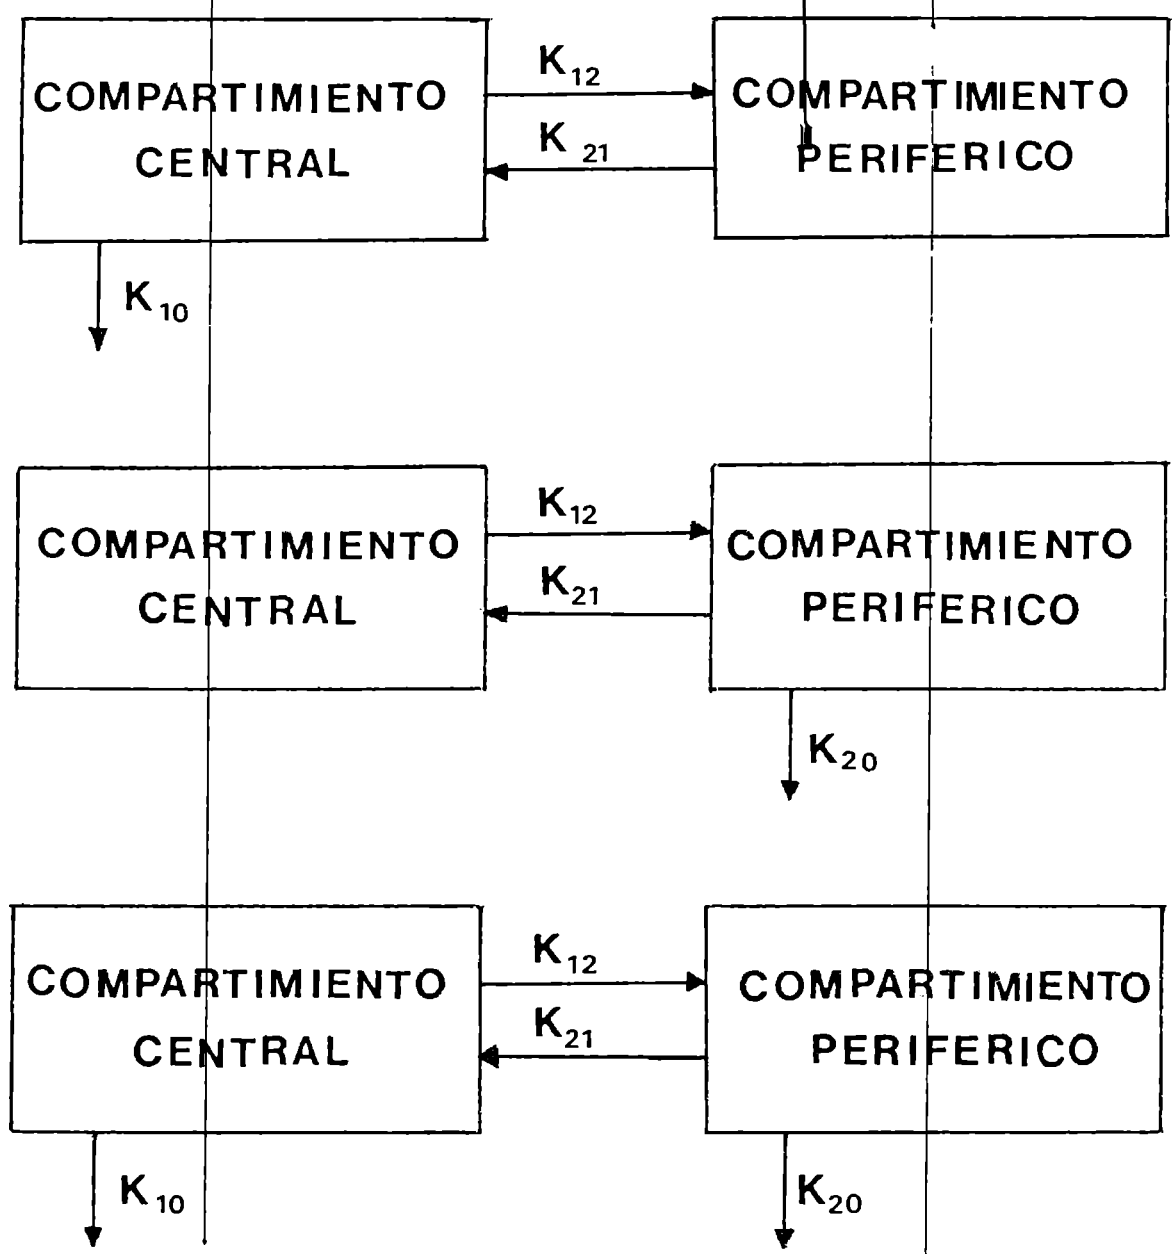 COMPARTIMIENTO CENTRAL
K12
K21
COMPARTIMIENTO PERIFERICO
K10
COMPARTIMIENTO CENTRAL
K12
K21
COMPARTIMIENTO PERIFERICO
K20
COMPARTIMIENTO CENTRAL
K12
K21
COMPARTIMIENTO PERIFERICO
K10
K20